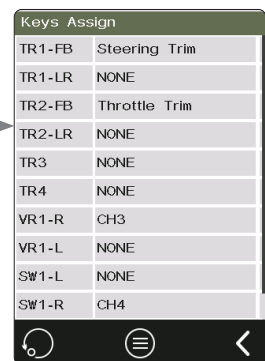 Keys Assign
TR1-FB Steering Trim
TR1-LR NONE
TR2-FB Throttle Trim
TR2-LR NONE
TR3 NONE
TR4 NONE
VR1-R CH3
VR1-L NONE
SW1-L NONE
SW1-R CH4